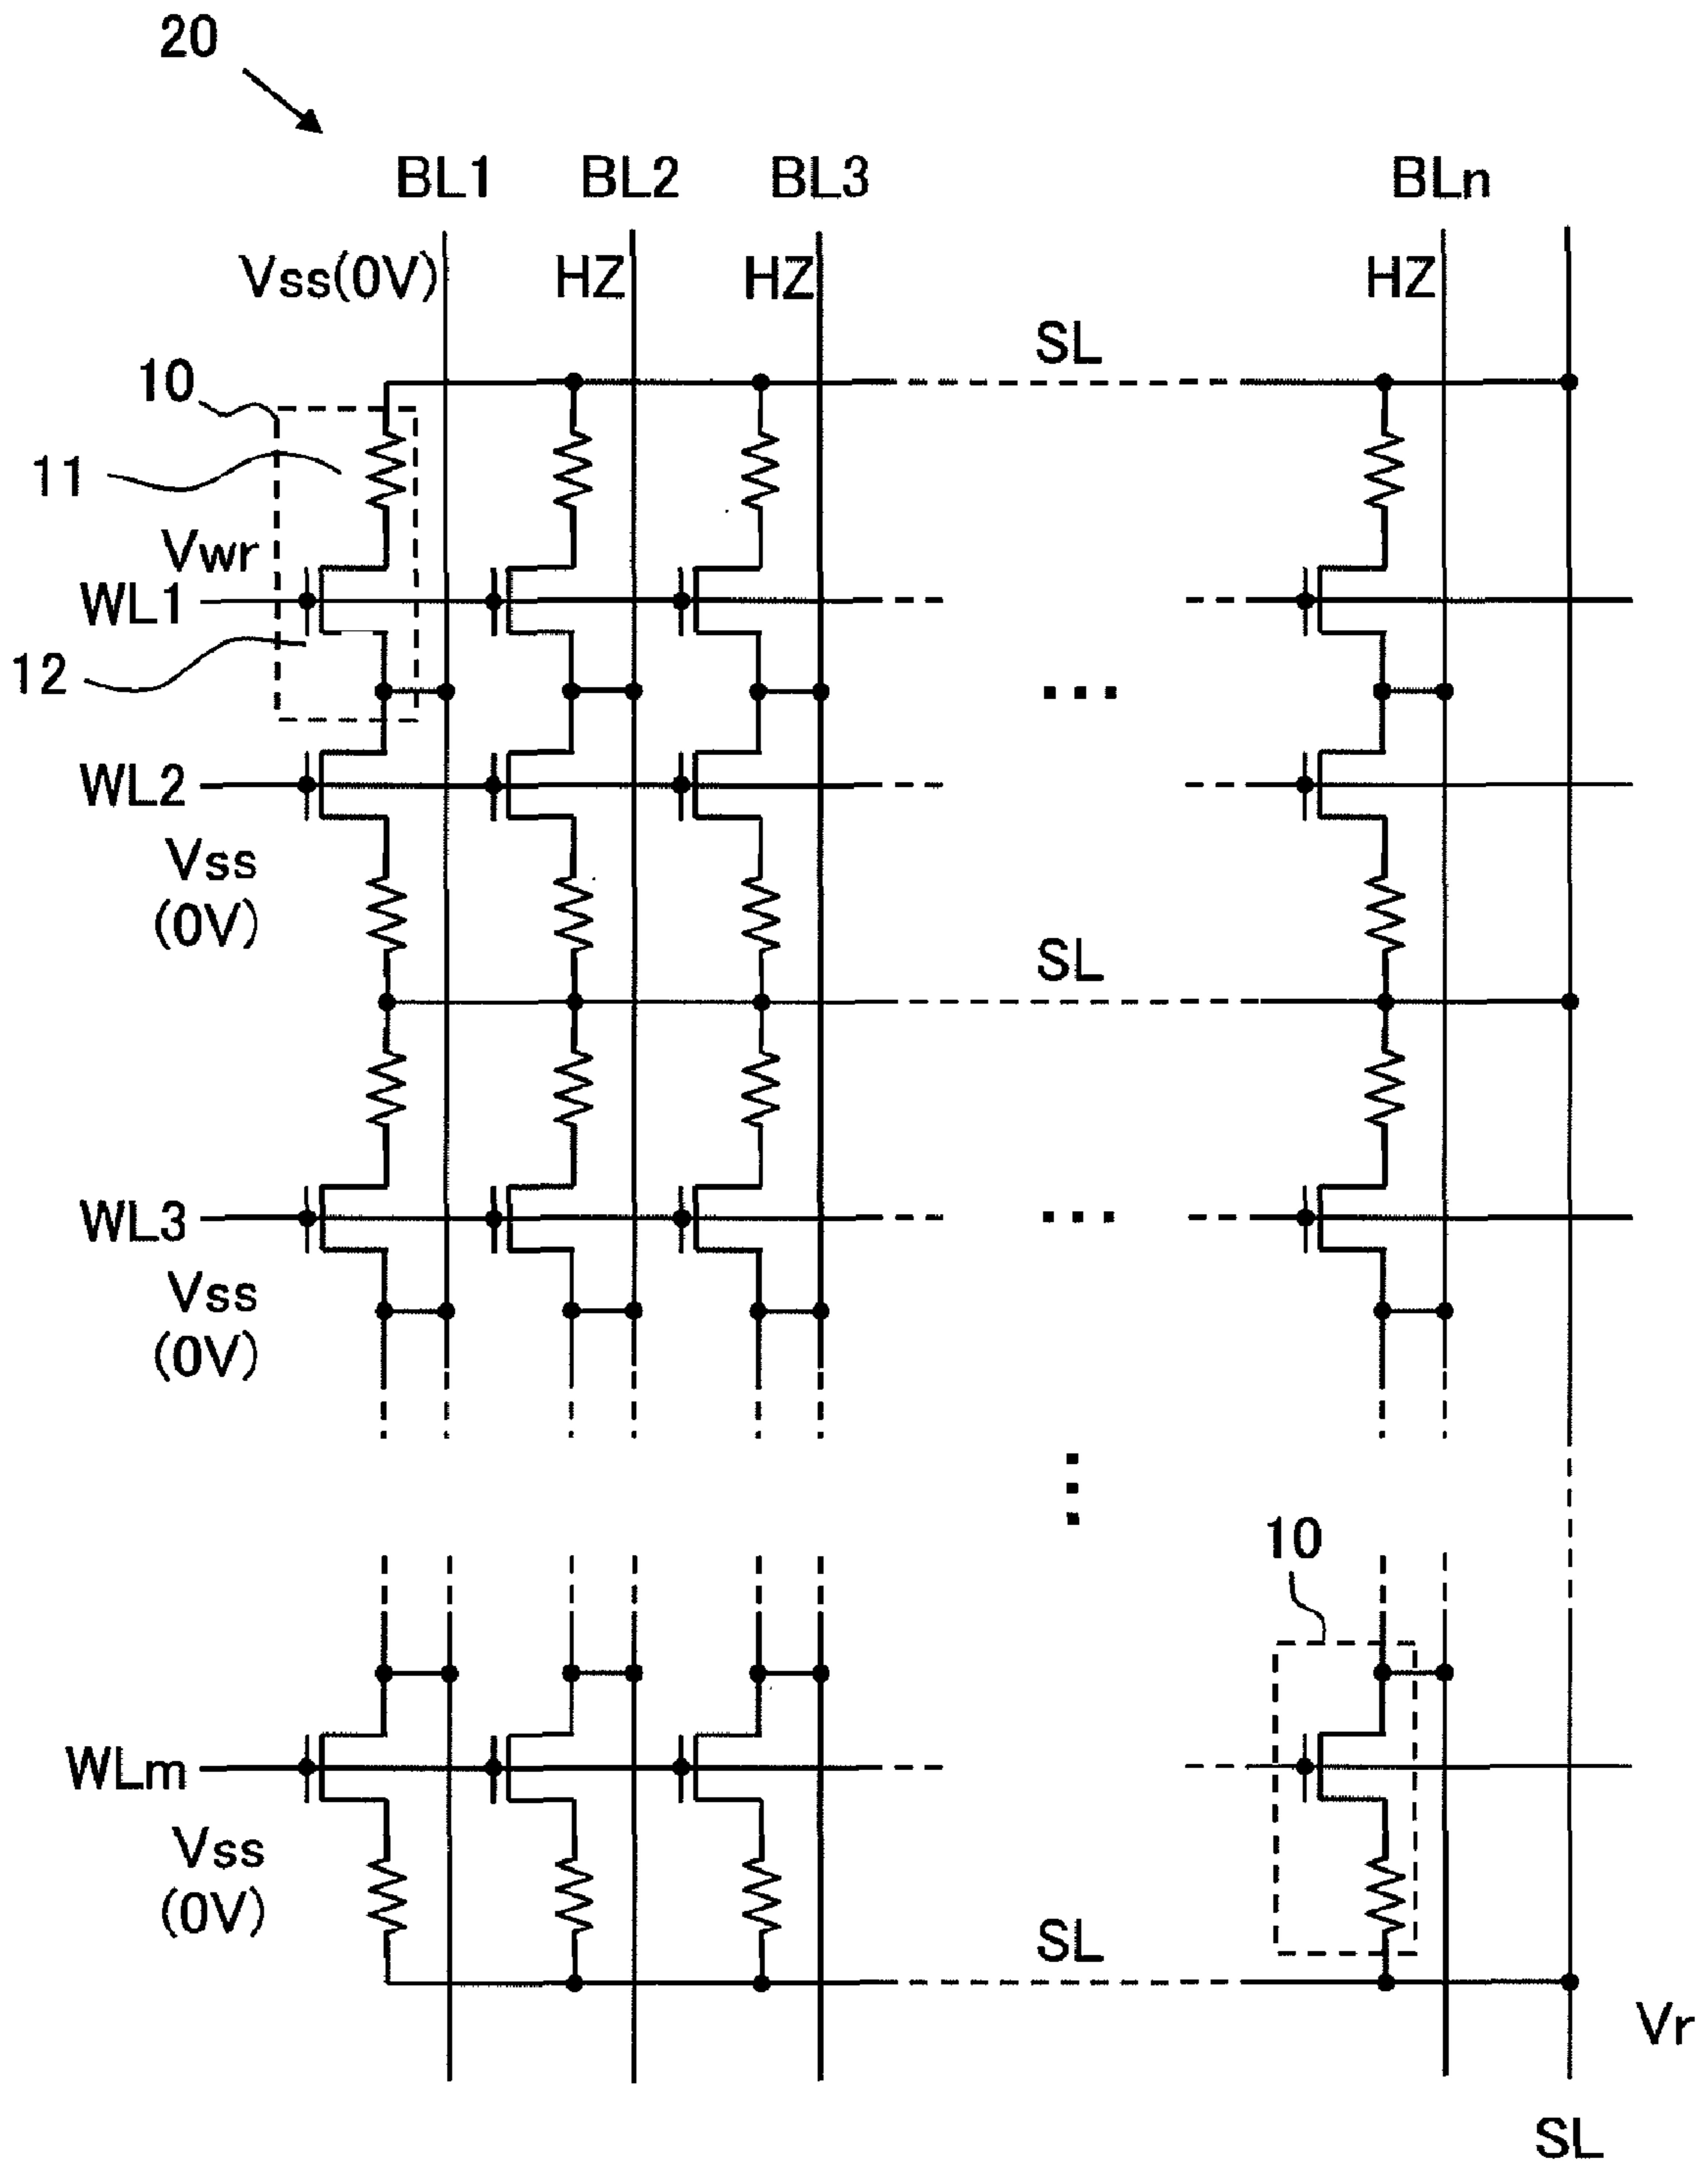 20
BL1 BL2 BL3 BLn
Vss(0V) HZ HZ HZ
SL
10
11
Vwr
WL1
12
...
WL2
Vss
(0V)
SL
WL3 ...
Vss
(0V)
10
WLm
Vss
(0V)
SL
Vr
SL